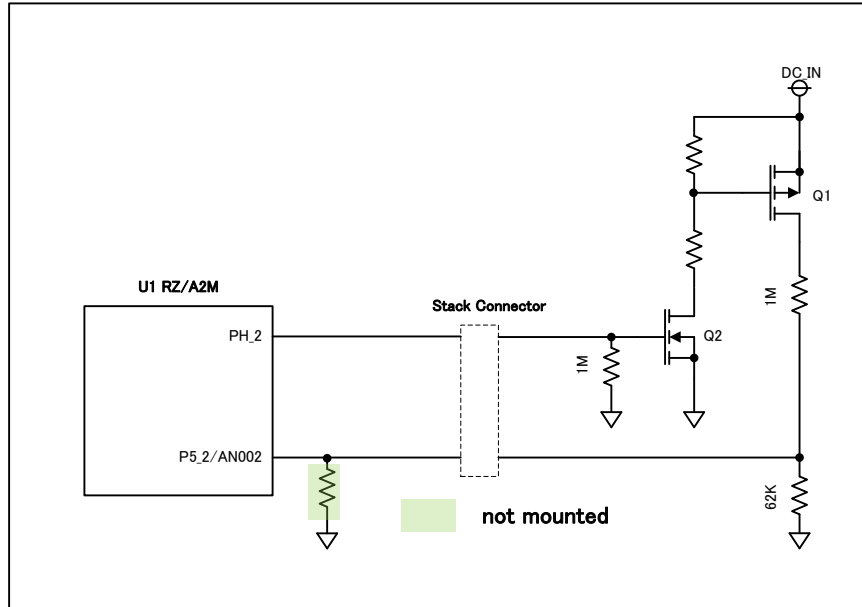 DC_IN
Q1
U1 RZ/A2M
1M
Stack Connector
PH_2
Q2
1M
P5_2/AN002
62K
not mounted